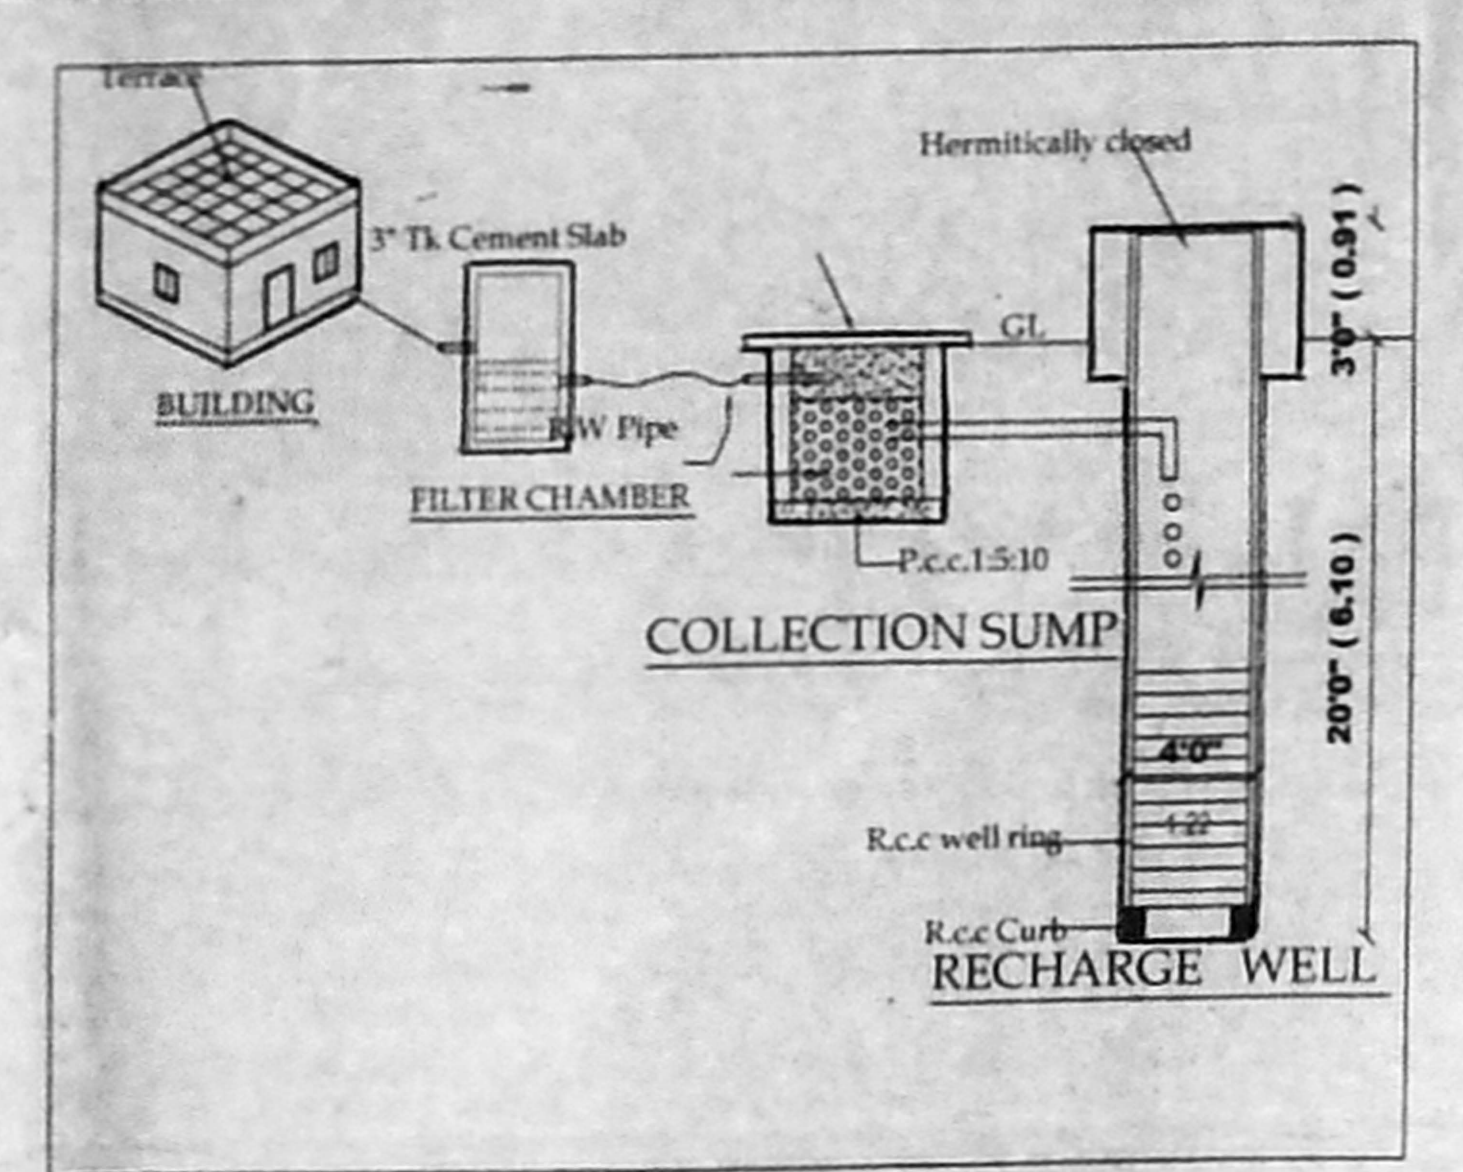 Terrace
Hermitically closed
3" Tk Cement Slab
3'0" ( 0.91 )
GL
BUILDING
R.W Pipe
FILTER CHAMBER
P.c.c.1:5:10
COLLECTION SUMP
20'0" ( 6.10 )
4'0"
1.22
R.c.c well ring
R.c.c Curb
RECHARGE WELL